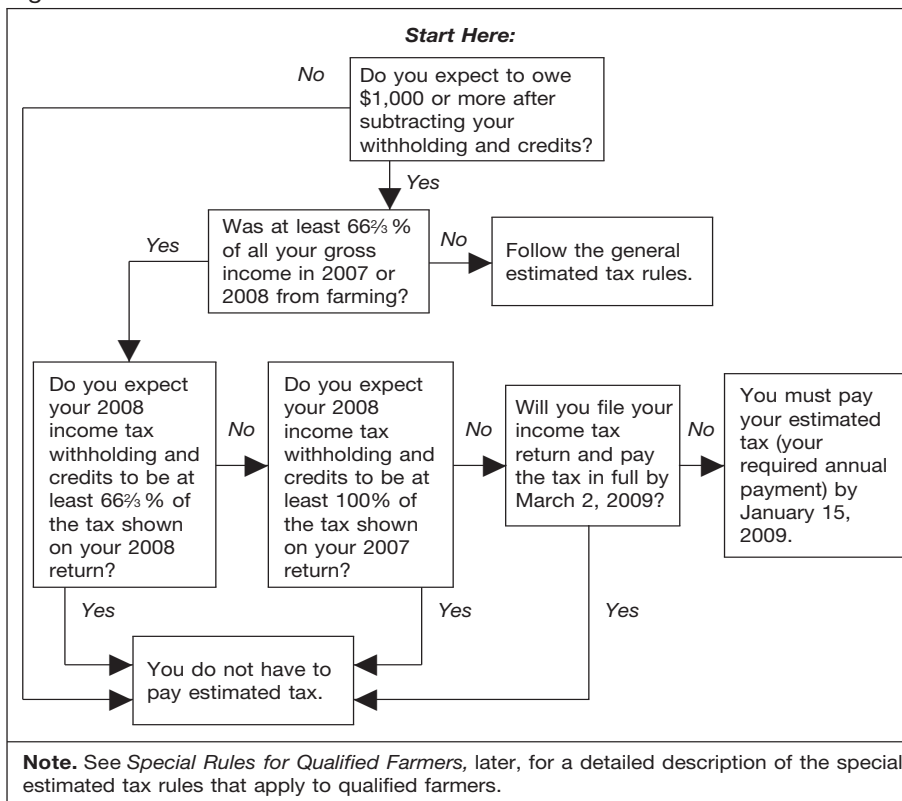 Start Here:
No
Do you expect to owe
$1,000 or more after
subtracting your
withholding and credits?
Yes
Yes
Was at least 66⅔ %
of all your gross
income in 2007 or
2008 from farming?
No
Follow the general
estimated tax rules.
Do you expect
your 2008
income tax
withholding and
credits to be at
least 66⅔ % of
the tax shown
on your 2008
return?
No
Do you expect
your 2008
income tax
withholding and
credits to be at
least 100% of
the tax shown
on your 2007
return?
No
Will you file your
income tax
return and pay
the tax in full by
March 2, 2009?
No
You must pay
your estimated
tax (your
required annual
payment) by
January 15,
2009.
Yes
Yes
Yes
You do not have to
pay estimated tax.
Note. See Special Rules for Qualified Farmers, later, for a detailed description of the special
estimated tax rules that apply to qualified farmers.